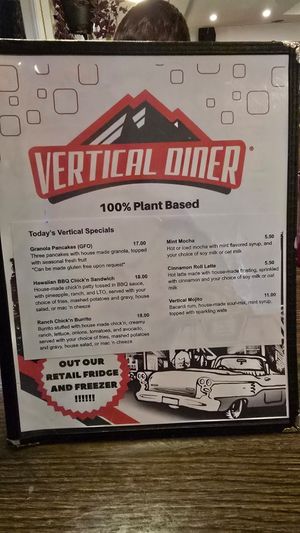 VERTICAL DINER®
100% Plant Based
Today's Vertical Specials
Granola Pancakes (GFO) 17.00
Three pancakes with house made granola, topped
with seasonal fresh fruit
*Can be made gluten free upon request*
Hawaiian BBQ Chick'n Sandwich 18.00
House-made chick'n patty tossed in BBQ sauce,
with pineapple, ranch, and LTO, served with your
choice of fries, mashed potatoes and gravy, house
salad, or mac 'n cheeze
Ranch Chick'n Burrito 18.00
Burrito stuffed with house made chick'n, creamy
ranch, lettuce, onions, tomatoes, and avocado,
served with your choice of fries, mashed potatoes and
gravy, house salad, or mac 'n cheeze
Mint Mocha 5.50
Hot or iced mocha with mint flavored syrup, and
your choice of soy milk or oat milk
Cinnamon Roll Latte 5.50
Hot latte made with house-made frosting, sprinkled
with cinnamon and your choice of soy milk or oat
milk
Vertical Mojito 11.00
Bacardi rum, house-made sour-mix, mint syrup,
topped with sparkling water
OUT OUR
RETAIL FRIDGE
AND FREEZER
!!!!!!